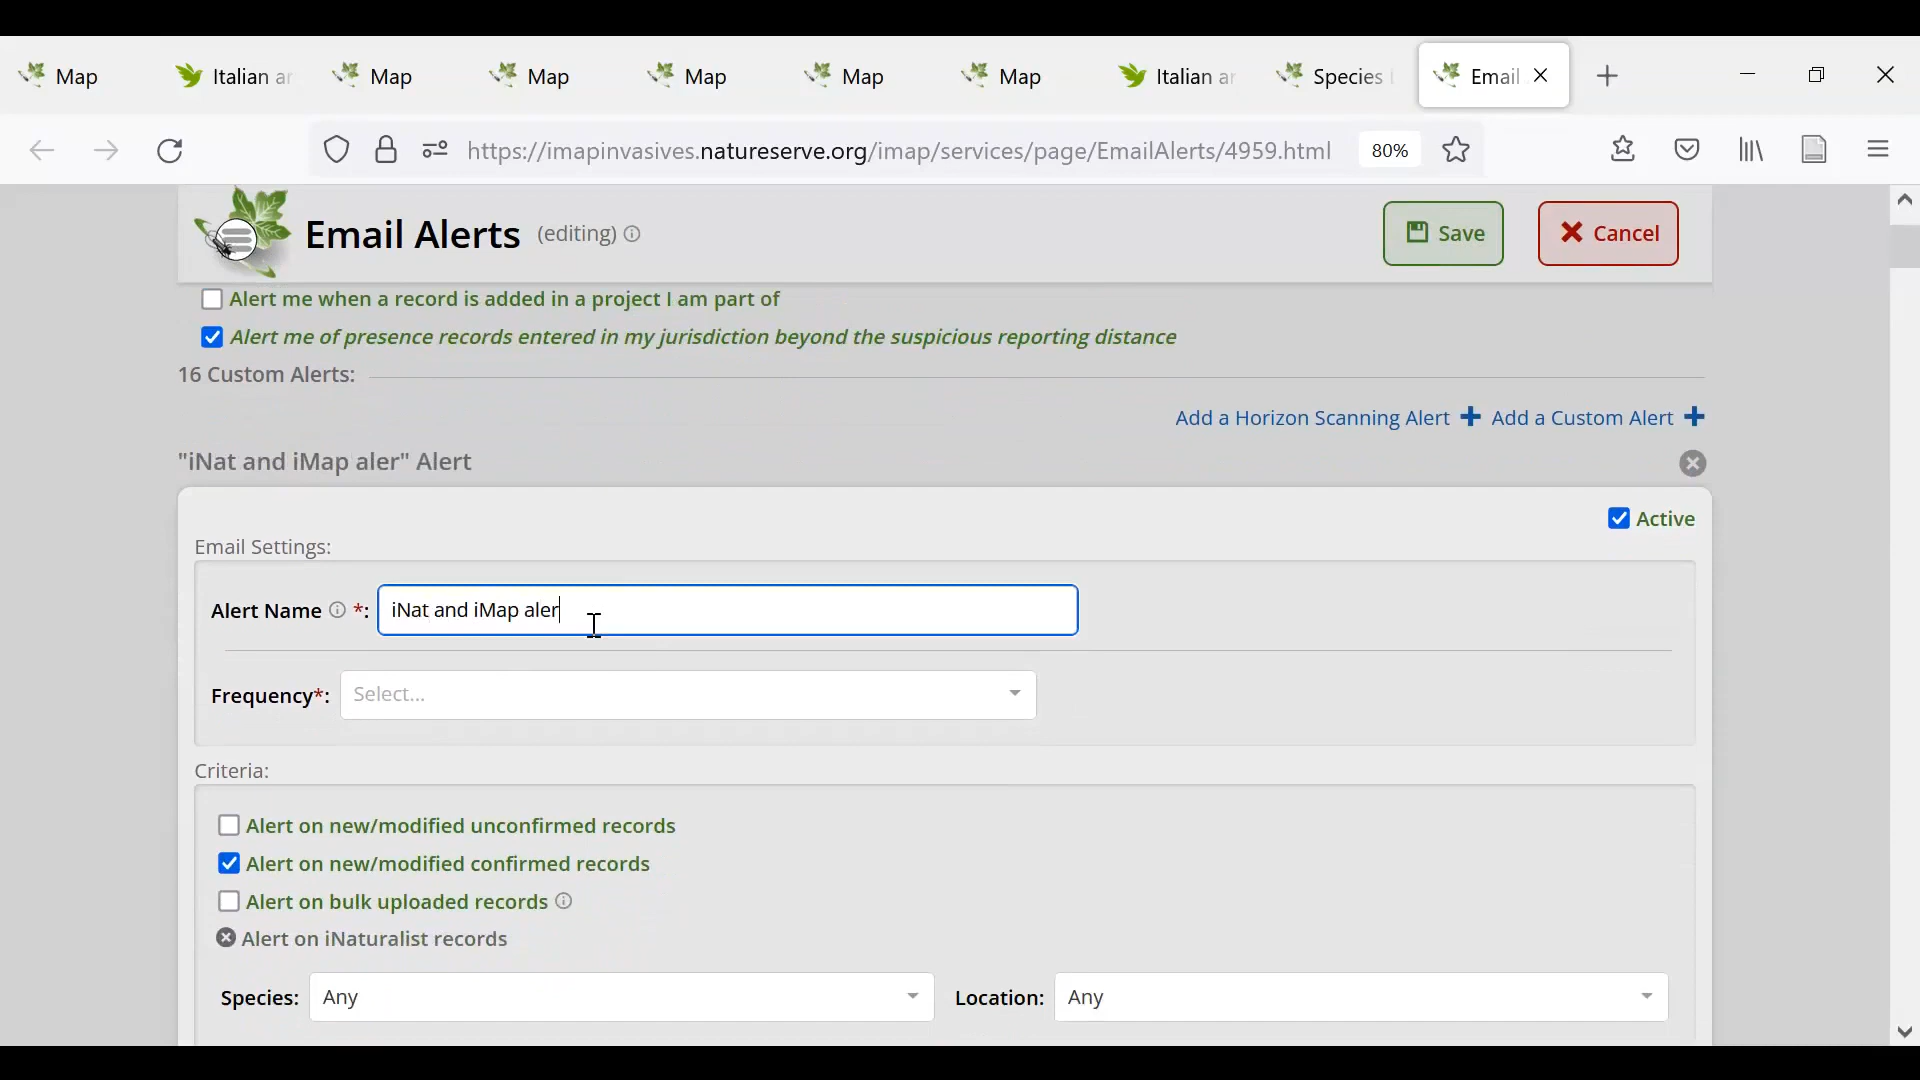 Map Italian ar Map Map Map Map Map Italian ar Species Email
https://imapinvasives.natureserve.org/imap/services/page/EmailAlerts/4959.html 80%
Email Alerts (editing) Save Cancel
Alert me when a record is added in a project I am part of
Alert me of presence records entered in my jurisdiction beyond the suspicious reporting distance
16 Custom Alerts:
Add a Horizon Scanning Alert Add a Custom Alert
"iNat and iMap aler" Alert
Active
Email Settings:
Alert Name *: iNat and iMap aler
Frequency*: Select...
Criteria:
Alert on new/modified unconfirmed records
Alert on new/modified confirmed records
Alert on bulk uploaded records
Alert on iNaturalist records
Species: Any Location: Any